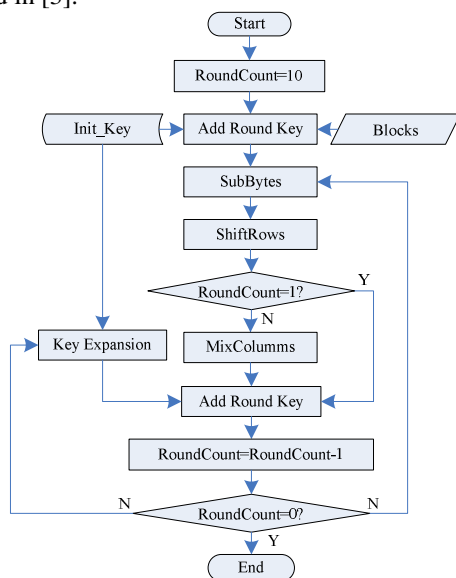 d in [5].
Start
RoundCount=10
Init_Key
Add Round Key
Blocks
SubBytes
ShiftRows
RoundCount=1?
Y
N
Key Expansion
MixColumms
Add Round Key
RoundCount=RoundCount-1
N
RoundCount=0?
N
Y
End